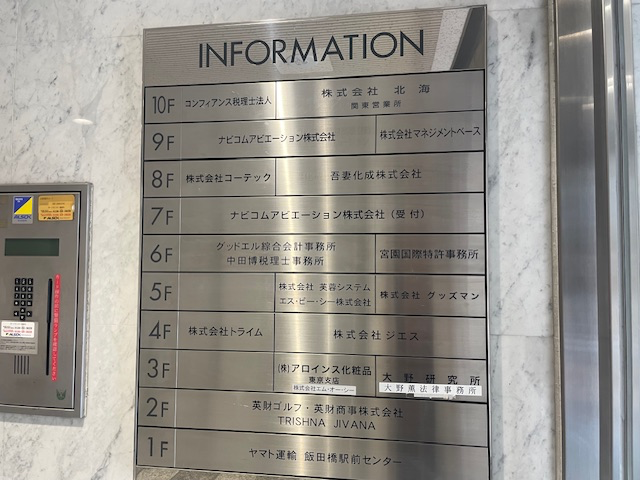 INFORMATION
10F コンフィアンス税理士法人 株式会社 北海
関東営業所
9F ナビコムアビエーション株式会社 株式会社マネジメントベース
8F 株式会社コーテック 吾妻化成株式会社
7F ナビコムアビエーション株式会社（受付）
6F グッドエル綜合会計事務所
中田博税理士事務所
宮園国際特許事務所
5F 株式会社 芙蓉システム
エス・ピー・シー株式会社
株式会社 グッズマン
4F 株式会社トライム 株式会社 ジエス
3F (株)アロインス化粧品
東京支店
株式会社エム・オー・シー
大野研究所
大野薫法律事務所
2F 英財ゴルフ・英財商事株式会社
TRISHNA JIVANA
1F ヤマト運輸 飯田橋駅前センター
ALSOK